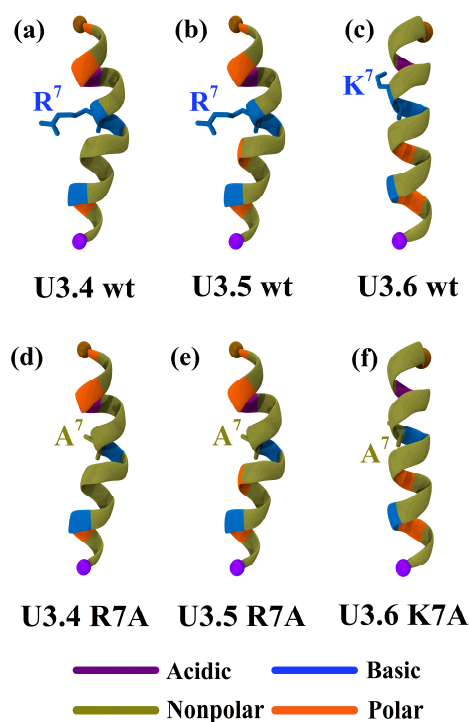 (a) (b) (c)
R7 R7 K7
U3.4 wt U3.5 wt U3.6 wt
(d) (e) (f)
A7 A7 A7
U3.4 R7A U3.5 R7A U3.6 K7A
Acidic Basic
Nonpolar Polar